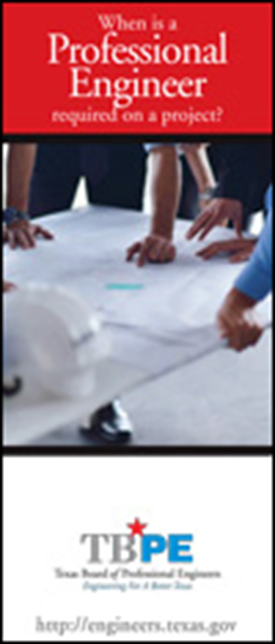 When is a
Professional
Engineer
required on a project?
TBPE
Texas Board of Professional Engineers
Engineering For A Better Texas
http://engineers.texas.gov